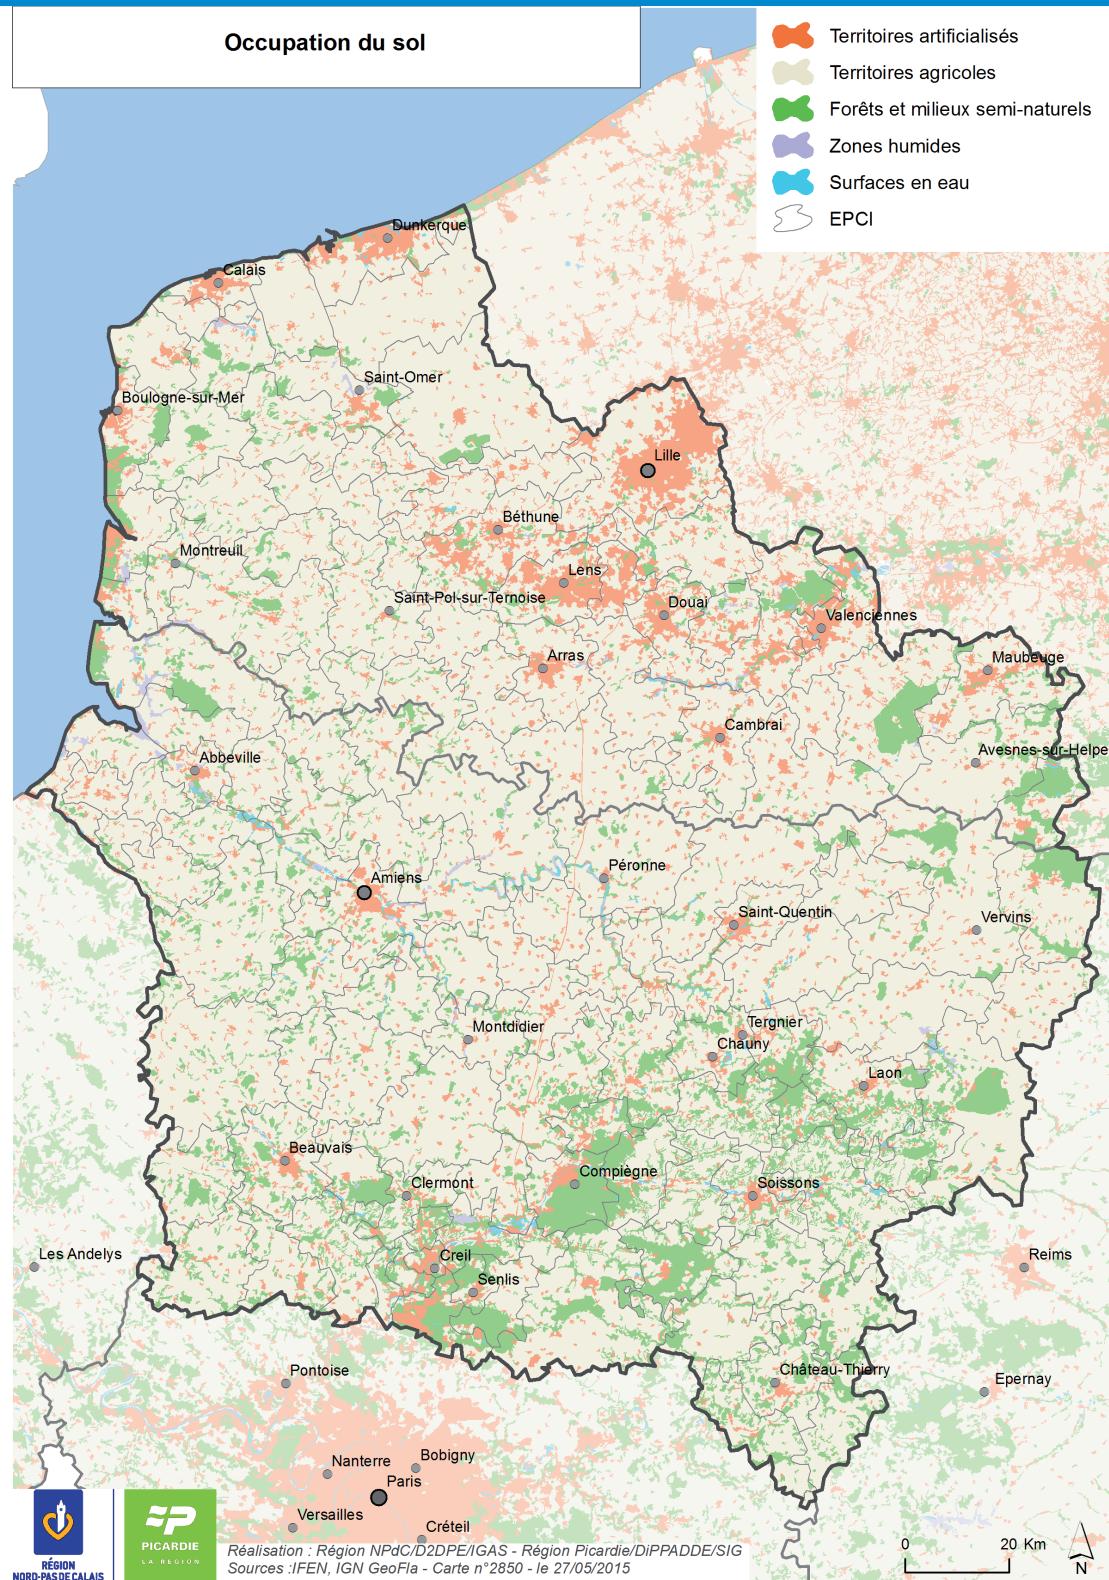 Occupation du sol
Territoires artificialisés
Territoires agricoles
Forêts et milieux semi-naturels
Zones humides
Surfaces en eau
EPCI
Dunkerque
Calais
Saint-Omer
Boulogne-sur-Mer
Lille
Béthune
Montreuil
Lens
Saint-Pol-sur-Ternoise
Douai
Valenciennes
Arras
Maubeuge
Cambrai
Avesnes-sur-Helpe
Abbeville
Péronne
Amiens
Saint-Quentin
Vervins
Montdidier
Tergnier
Chauny
Laon
Beauvais
Compiègne
Clermont
Soissons
Les Andelys
Creil
Reims
Senlis
Pontoise
Château-Thierry
Epernay
Nanterre
Bobigny
Paris
Versailles
Créteil
RÉGION
NORD-PAS DE CALAIS
PICARDIE
LA RÉGION
Réalisation : Région NPdC/D2DPE/IGAS - Région Picardie/DiPPADDE/SIG
Sources :IFEN, IGN GeoFla - Carte n°2850 - le 27/05/2015
0 20 Km
N